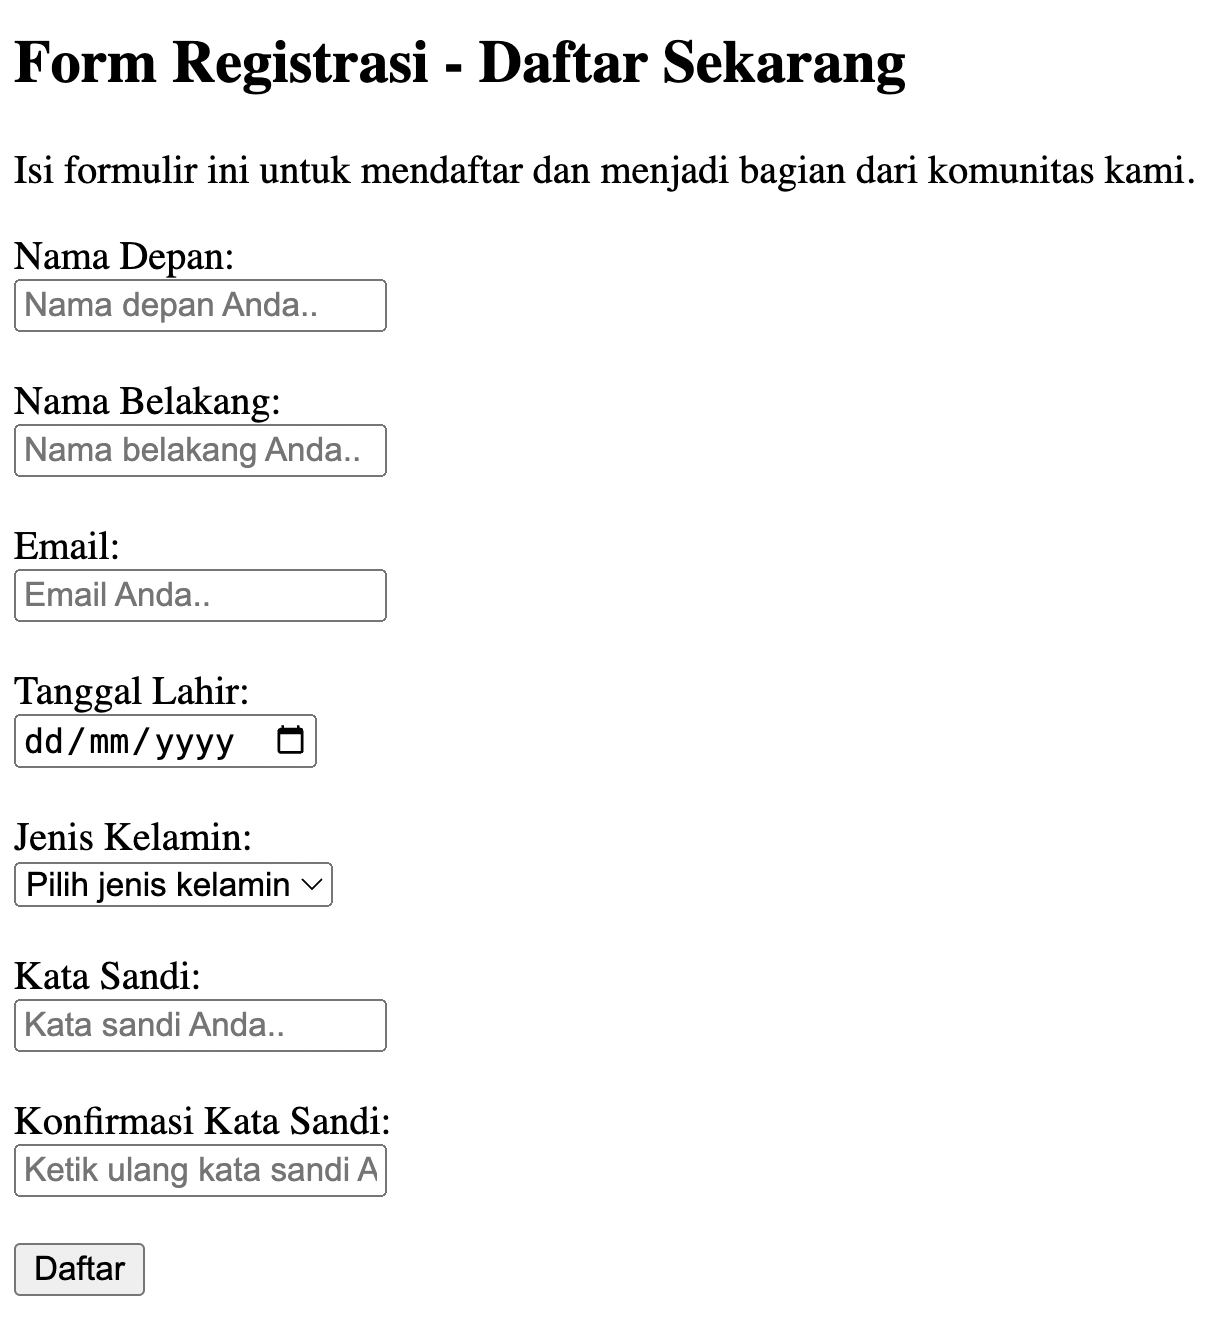 Form Registrasi - Daftar Sekarang
Isi formulir ini untuk mendaftar dan menjadi bagian dari komunitas kami.
Nama Depan:
Nama depan Anda..
Nama Belakang:
Nama belakang Anda..
Email:
Email Anda..
Tanggal Lahir:
dd/mm/yyyy
Jenis Kelamin:
Pilih jenis kelamin
Kata Sandi:
Kata sandi Anda..
Konfirmasi Kata Sandi:
Ketik ulang kata sandi A
Daftar